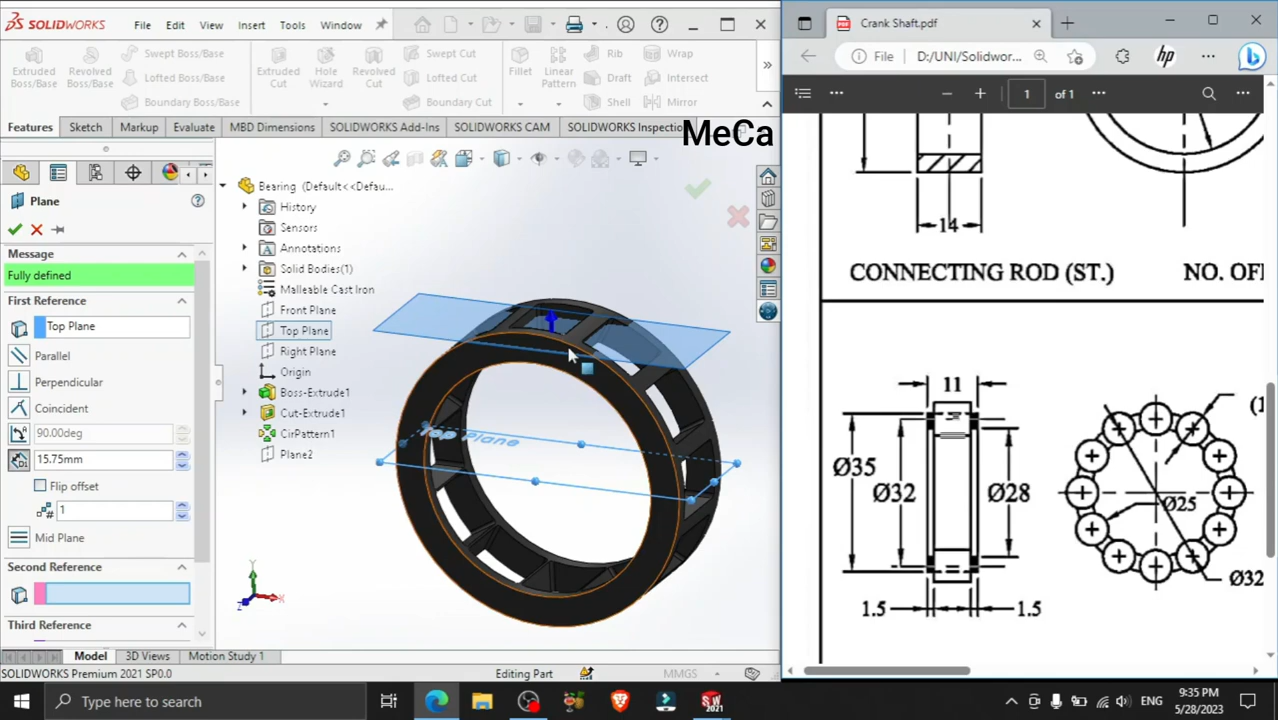 SOLIDWORKS File Edit View Insert Tools Window
Extruded Boss/Base Revolved Boss/Base Swept Boss/Base Lofted Boss/Base Boundary Boss/Base Extruded Cut Hole Wizard Revolved Cut Swept Cut Lofted Cut Boundary Cut Fillet Linear Pattern Rib Draft Shell Wrap Intersect Mirror
Features Sketch Markup Evaluate MBD Dimensions SOLIDWORKS Add-Ins SOLIDWORKS CAM SOLIDWORKS Inspectio
MeCa
Plane
Message
Fully defined
First Reference
Top Plane
Parallel
Perpendicular
Coincident
90.00deg
15.75mm
Flip offset
1
Mid Plane
Second Reference
Third Reference
Bearing (Default<<Defau...
History
Sensors
Annotations
Solid Bodies(1)
Malleable Cast Iron
Front Plane
Top Plane
Right Plane
Origin
Boss-Extrude1
Cut-Extrude1
CirPattern1
Plane2
Top Plane
Y
X
Z
Model 3D Views Motion Study 1
SOLIDWORKS Premium 2021 SP0.0 Editing Part MMGS
Crank Shaft.pdf
File D:/UNI/Solidwor...
hp
1 of 1
14
CONNECTING ROD (ST.) NO. OF
11
Ø35
Ø32
Ø28
1.5
1.5
(1
Ø25
Ø32
Type here to search
SW 2021
ENG
9:35 PM
5/28/2023